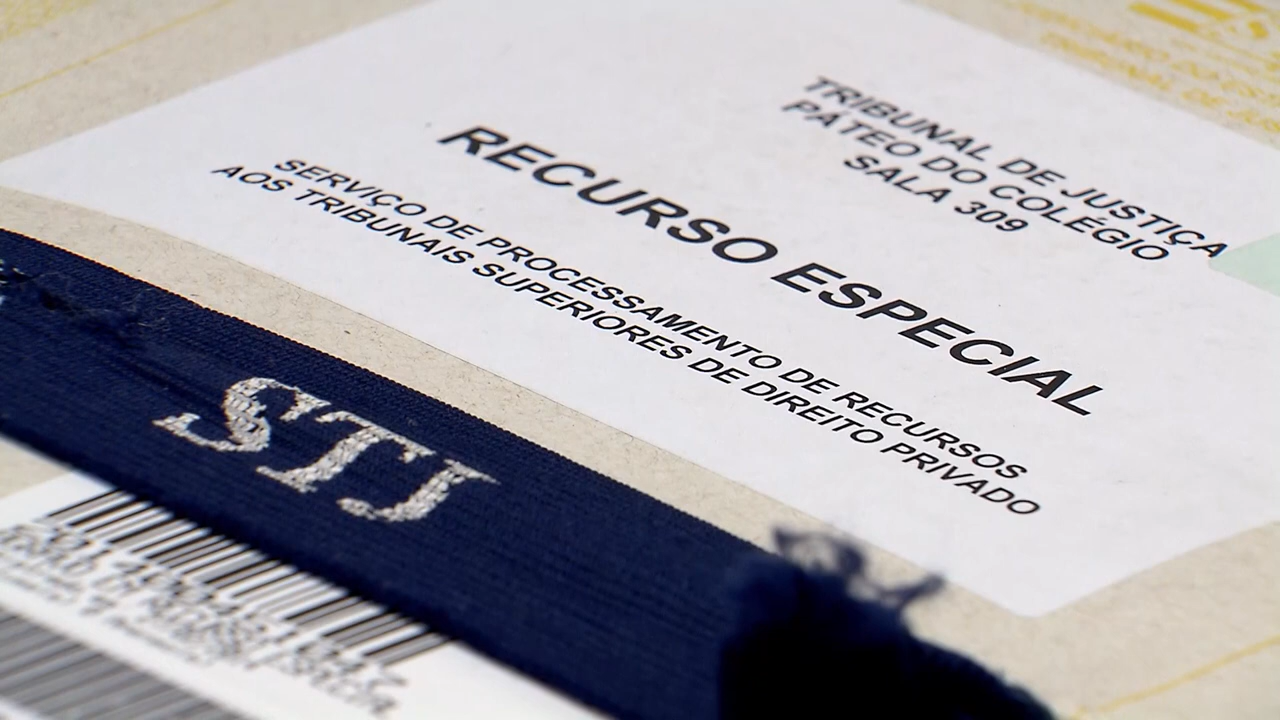 TRIBUNAL DE JUSTIÇA
PÁTEO DO COLÉGIO
SALA 309
RECURSO ESPECIAL
SERVIÇO DE PROCESSAMENTO DE RECURSOS
AOS TRIBUNAIS SUPERIORES DE DIREITO PRIVADO
STJ